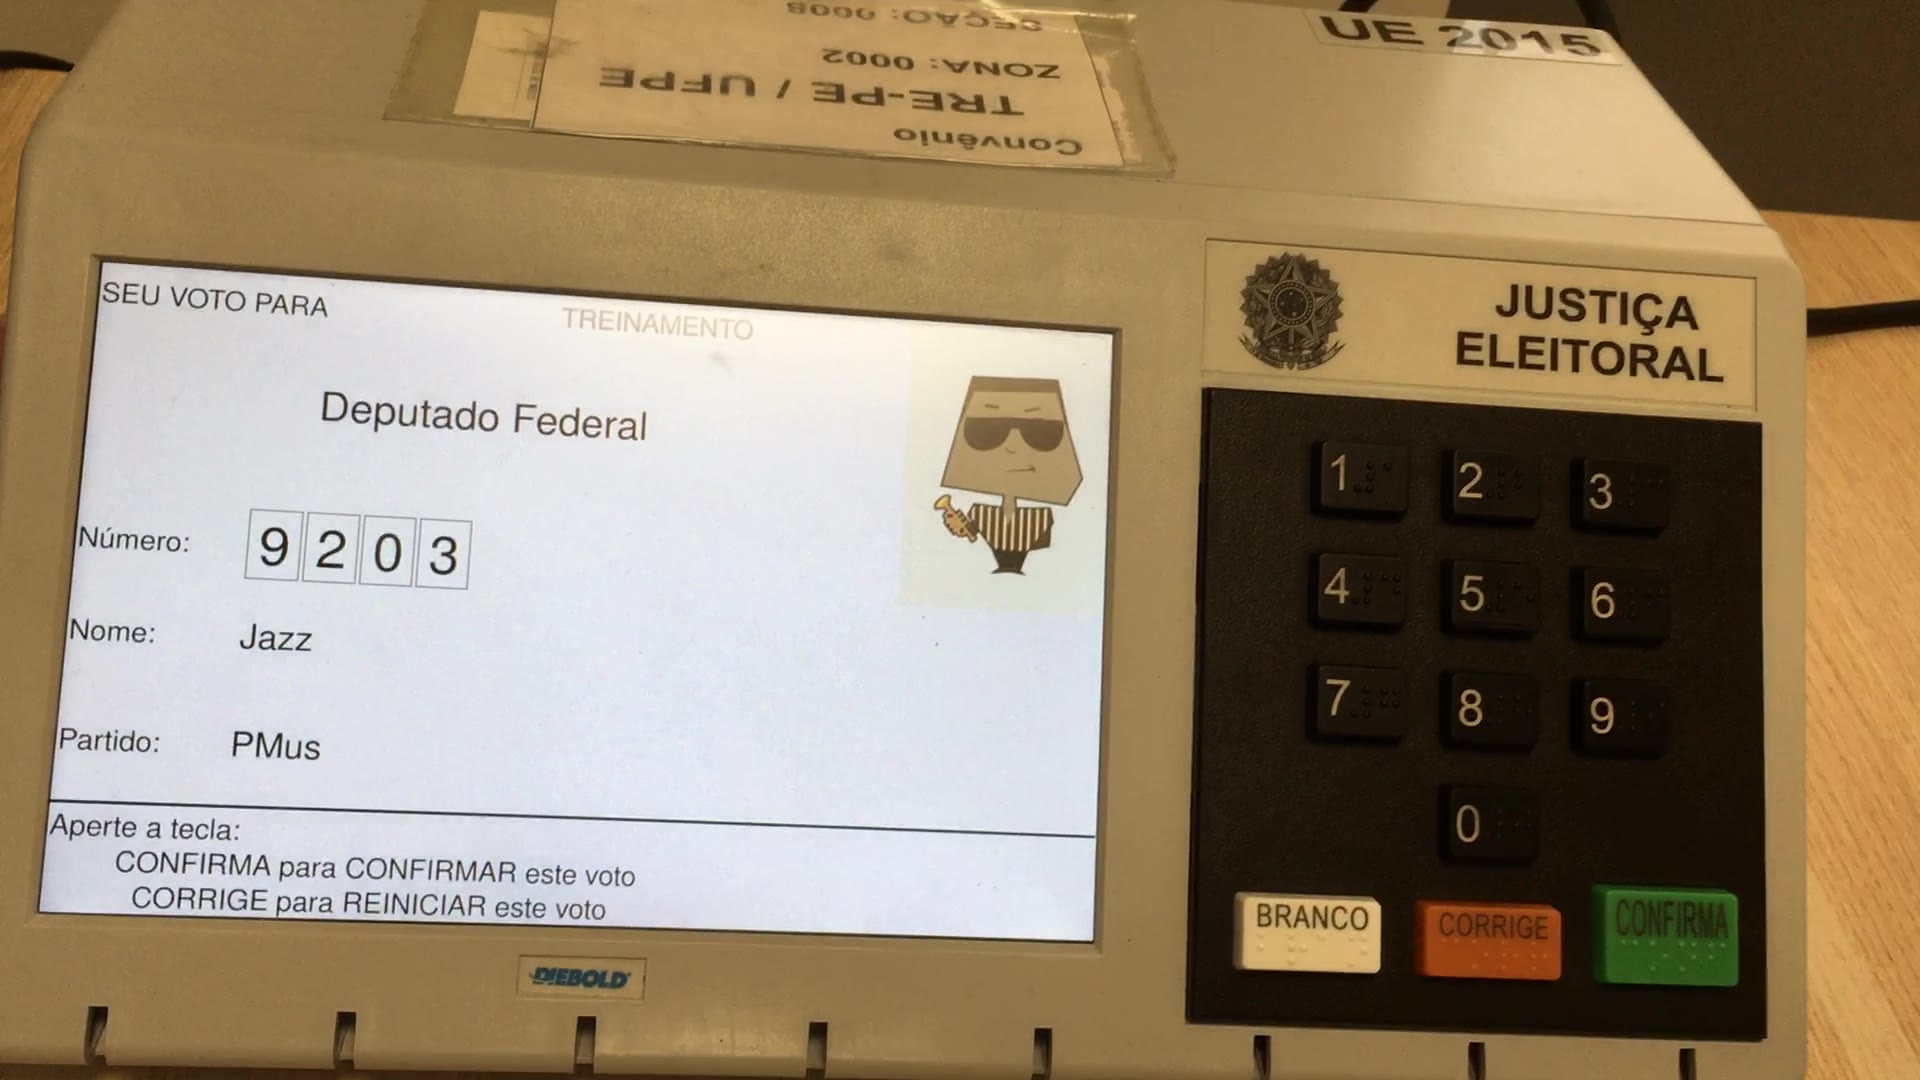 SEÇÃO: 0008
ZONA: 0002
TRE-PE / UFPE
Convênio
UE 2015
SEU VOTO PARA
TREINAMENTO
Deputado Federal
Número: 9 2 0 3
Nome: Jazz
Partido: PMus
Aperte a tecla:
CONFIRMA para CONFIRMAR este voto
CORRIGE para REINICIAR este voto
DIEBOLD
JUSTIÇA
ELEITORAL
1 2 3
4 5 6
7 8 9
0
BRANCO CORRIGE CONFIRMA